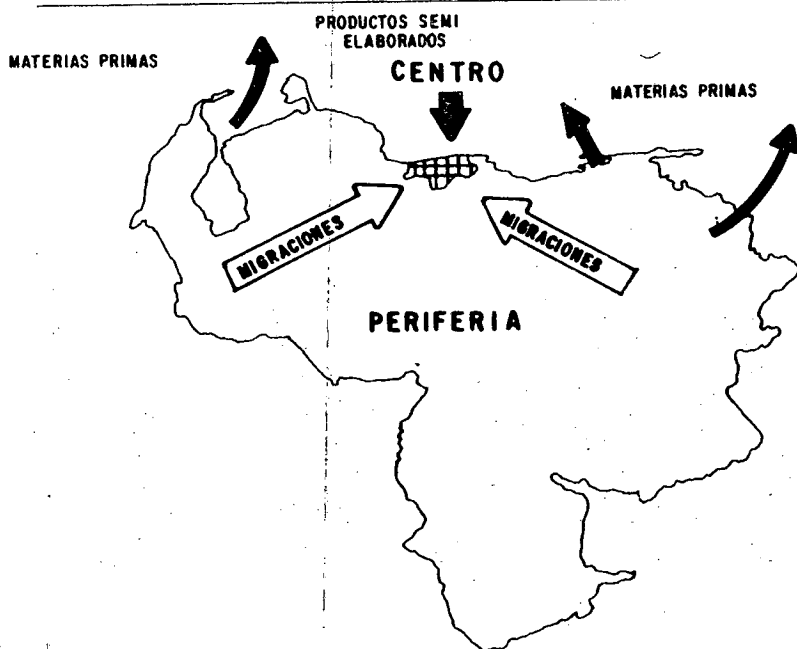 PRODUCTOS SEMI
ELABORADOS
MATERIAS PRIMAS
CENTRO
MATERIAS PRIMAS
MIGRACIONES
MIGRACIONES
PERIFERIA